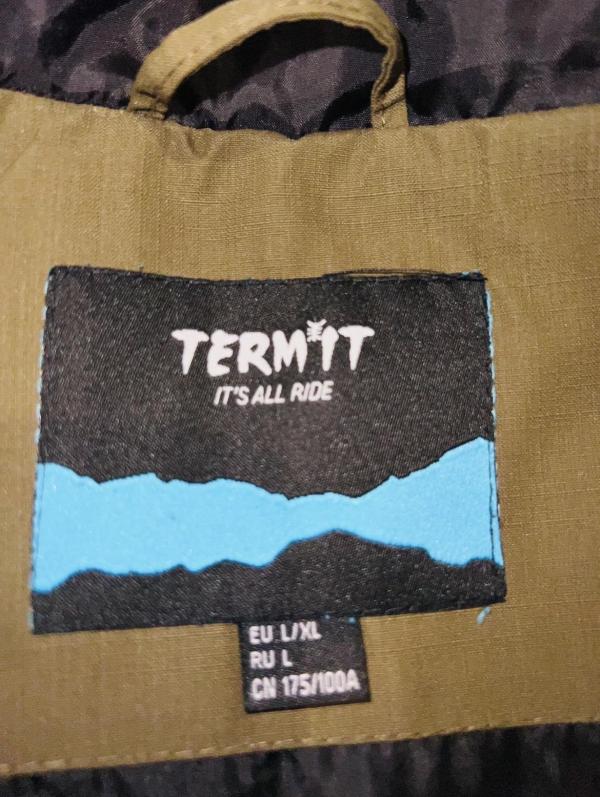 TERMIT
IT'S ALL RIDE
EU L/XL
RU L
CN 175/100A